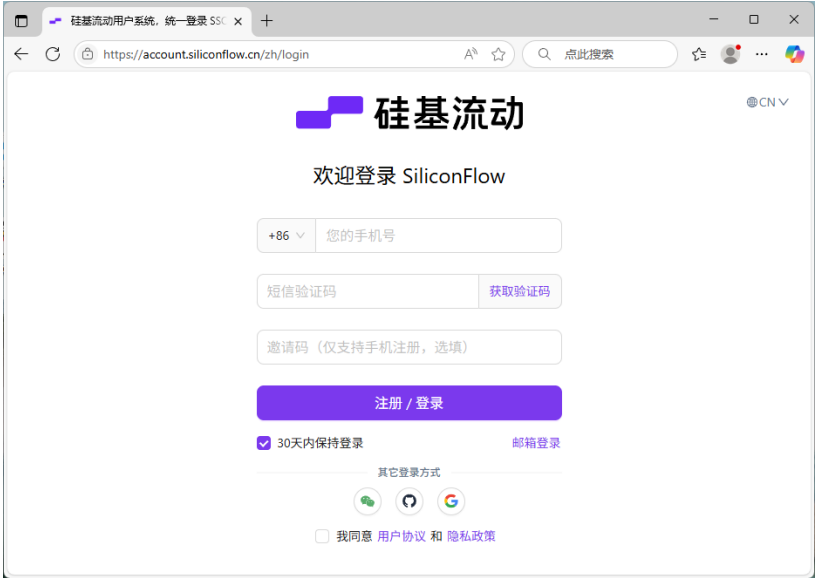 硅基流动用户系统，统一登录 SSO
https://account.siliconflow.cn/zh/login
点此搜索
硅基流动
CN
欢迎登录 SiliconFlow
+86 您的手机号
短信验证码 获取验证码
邀请码（仅支持手机注册，选填）
注册 / 登录
30天内保持登录 邮箱登录
其它登录方式
我同意 用户协议 和 隐私政策